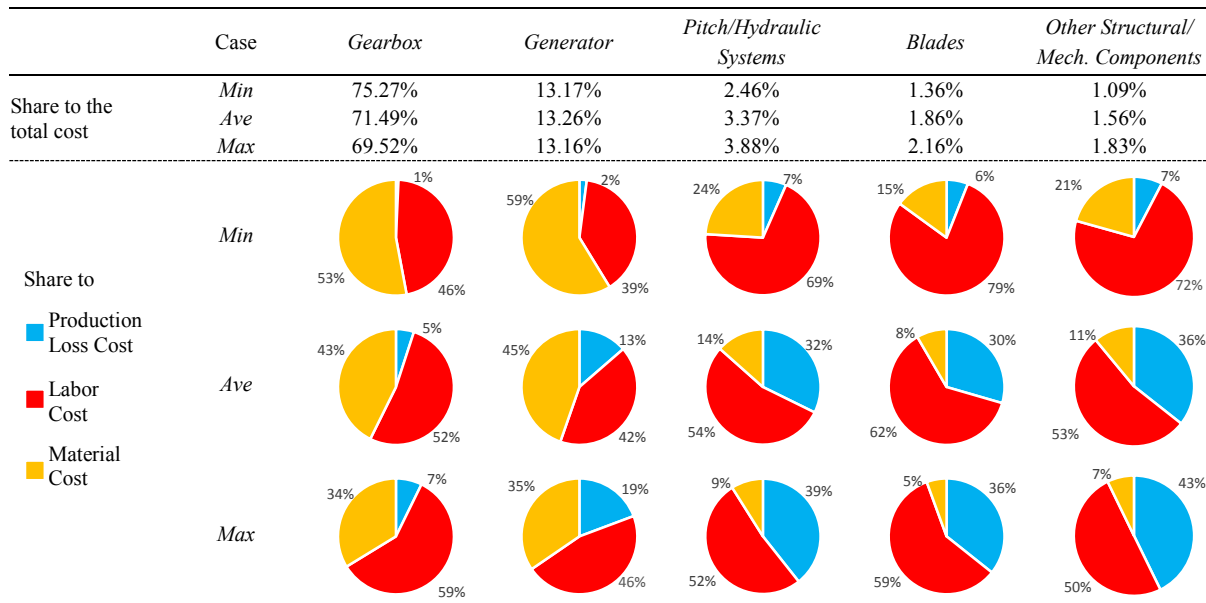 Case Gearbox Generator Pitch/Hydraulic Systems Blades Other Structural/ Mech. Components
Share to the total cost
Min 75.27% 13.17% 2.46% 1.36% 1.09%
Ave 71.49% 13.26% 3.37% 1.86% 1.56%
Max 69.52% 13.16% 3.88% 2.16% 1.83%
Share to
Production
Loss Cost
Labor
Cost
Material
Cost
Min
1% 46% 53%
2% 39% 59%
7% 69% 24%
6% 79% 15%
7% 72% 21%
Ave
5% 52% 43%
13% 42% 45%
32% 54% 14%
30% 62% 8%
36% 53% 11%
Max
7% 59% 34%
19% 46% 35%
39% 52% 9%
36% 59% 5%
43% 50% 7%